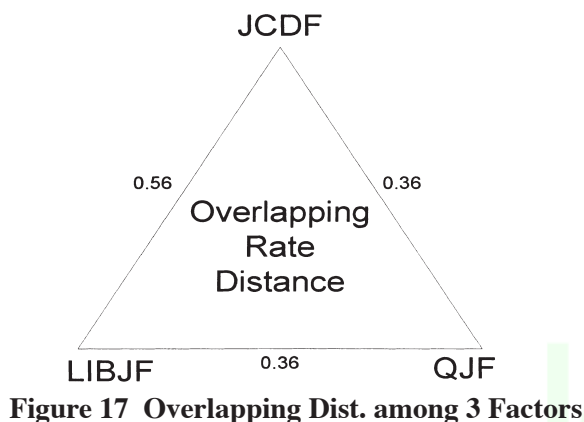 JCDF
0.56
0.36
Overlapping
Rate
Distance
LIBJF
0.36
QJF
Figure 17 Overlapping Dist. among 3 Factors